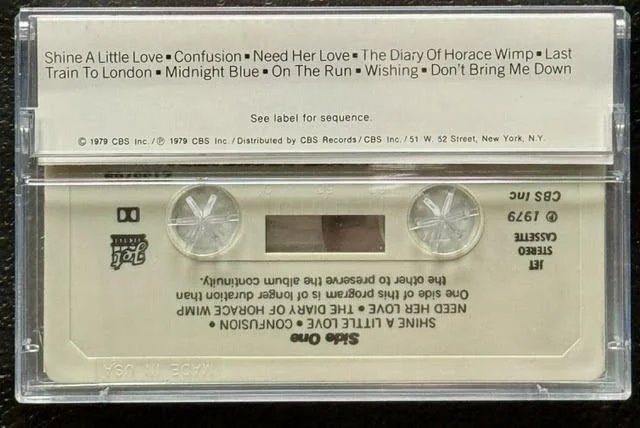 Shine A Little Love ▪ Confusion ▪ Need Her Love ▪ The Diary Of Horace Wimp ▪ Last
Train To London ▪ Midnight Blue ▪ On The Run ▪ Wishing ▪ Don't Bring Me Down
See label for sequence.
© 1979 CBS Inc./℗ 1979 CBS Inc./Distributed by CBS Records/CBS Inc./51 W. 52 Street, New York, N.Y.
Side One
SHINE A LITTLE LOVE • CONFUSION •
NEED HER LOVE • THE DIARY OF HORACE WIMP
One side of this program is of longer duration than
the other to preserve the album continuity.
JET
STEREO
CASSETTE
℗ 1979
CBS Inc
Jet
MADE IN USA